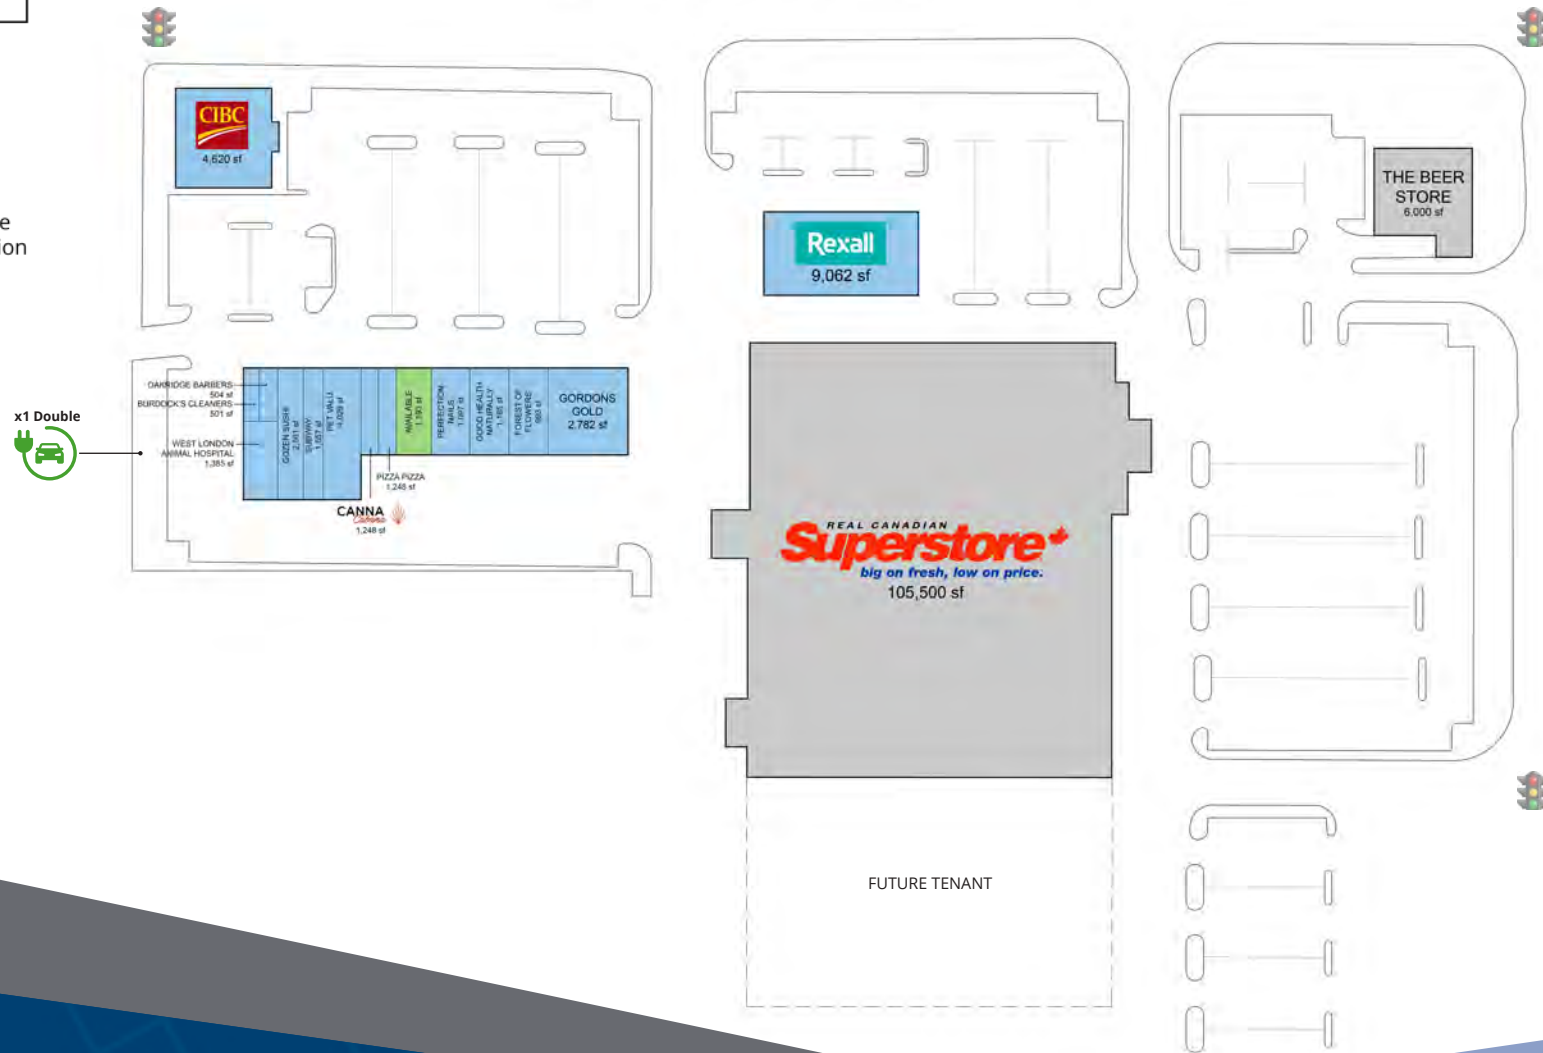 e
tion
CIBC
4,620 sf
Rexall
9,062 sf
THE BEER
STORE
6,000 sf
x1 Double
OAKRIDGE BARBERS
504 sf
BURDOCK'S CLEANERS
501 sf
WEST LONDON
ANIMAL HOSPITAL
1,385 sf
GOZEN SUSHI
SUBWAY
PET VALU
CANNA
Cabana
1,248 sf
PIZZA PIZZA
1,248 sf
AVAILABLE
PERFECTION
NAILS
GOOD HEALTH
NATURALLY
FOREST OF
FLOWERS
GORDONS
GOLD
2,782 sf
REAL CANADIAN
Superstore
big on fresh, low on price.
105,500 sf
FUTURE TENANT